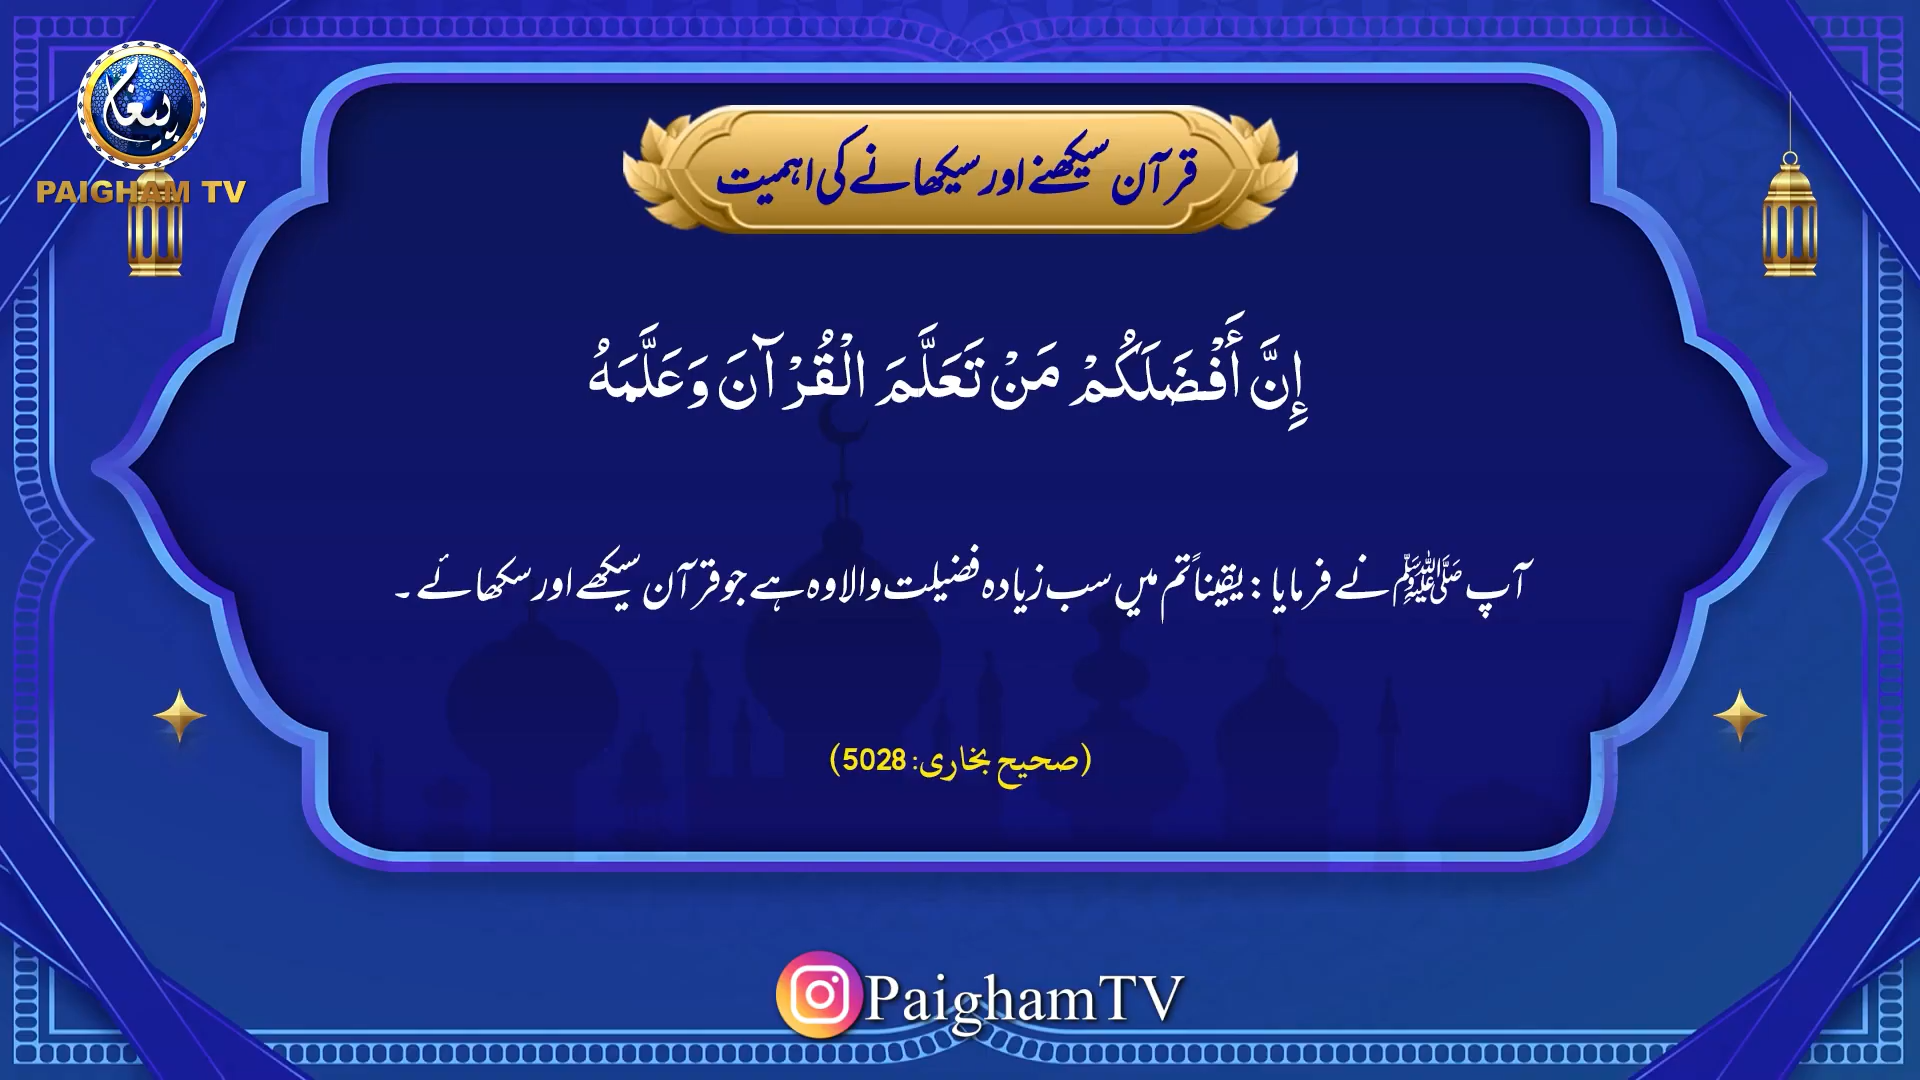 پیغام
PAIGHAM TV
قرآن سیکھنے اور سیکھانے کی اہمیت
إِنَّ أَفْضَلَكُمْ مَنْ تَعَلَّمَ الْقُرْآنَ وَعَلَّمَهُ
آپ ﷺ نے فرمایا : یقیناً تم میں سب زیادہ فضیلت والا وہ ہے جو قرآن سیکھے اور سکھائے ۔
(صحیح بخاری: 5028)
PaighamTV